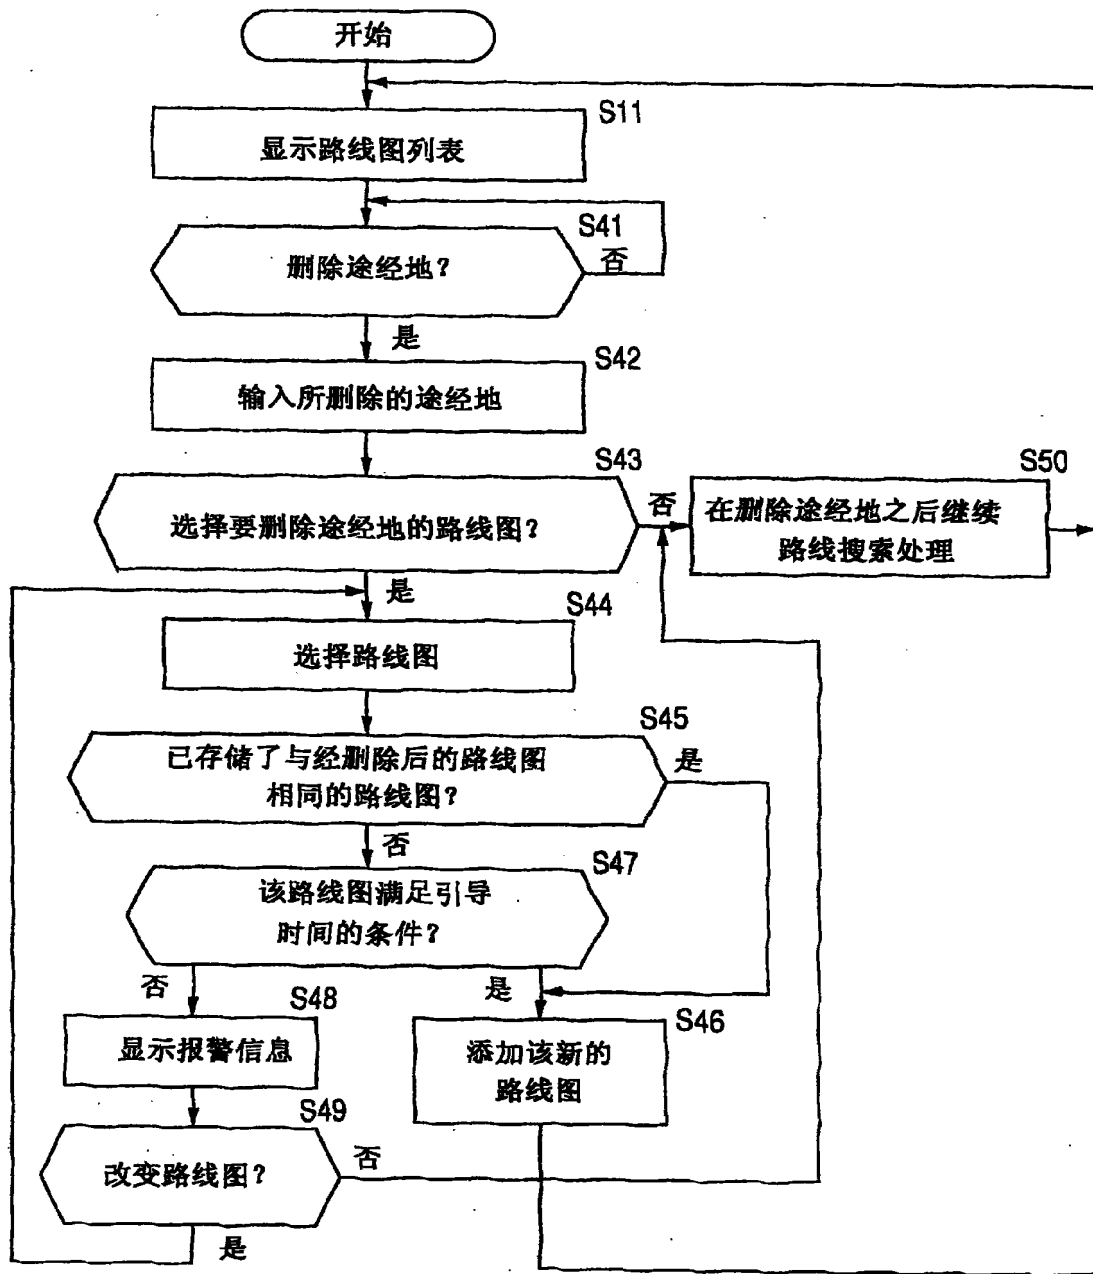 开始
S11
显示路线图列表
S41
删除途经地？
否
是
S42
输入所删除的途经地
S43
选择要删除途经地的路线图？
否
S50
在删除途经地之后继续
路线搜索处理
是
S44
选择路线图
S45
已存储了与经删除后的路线图
相同的路线图？
是
否
S47
该路线图满足引导
时间的条件？
否
是
S48
显示报警信息
S46
添加该新的
路线图
S49
改变路线图？
否
是